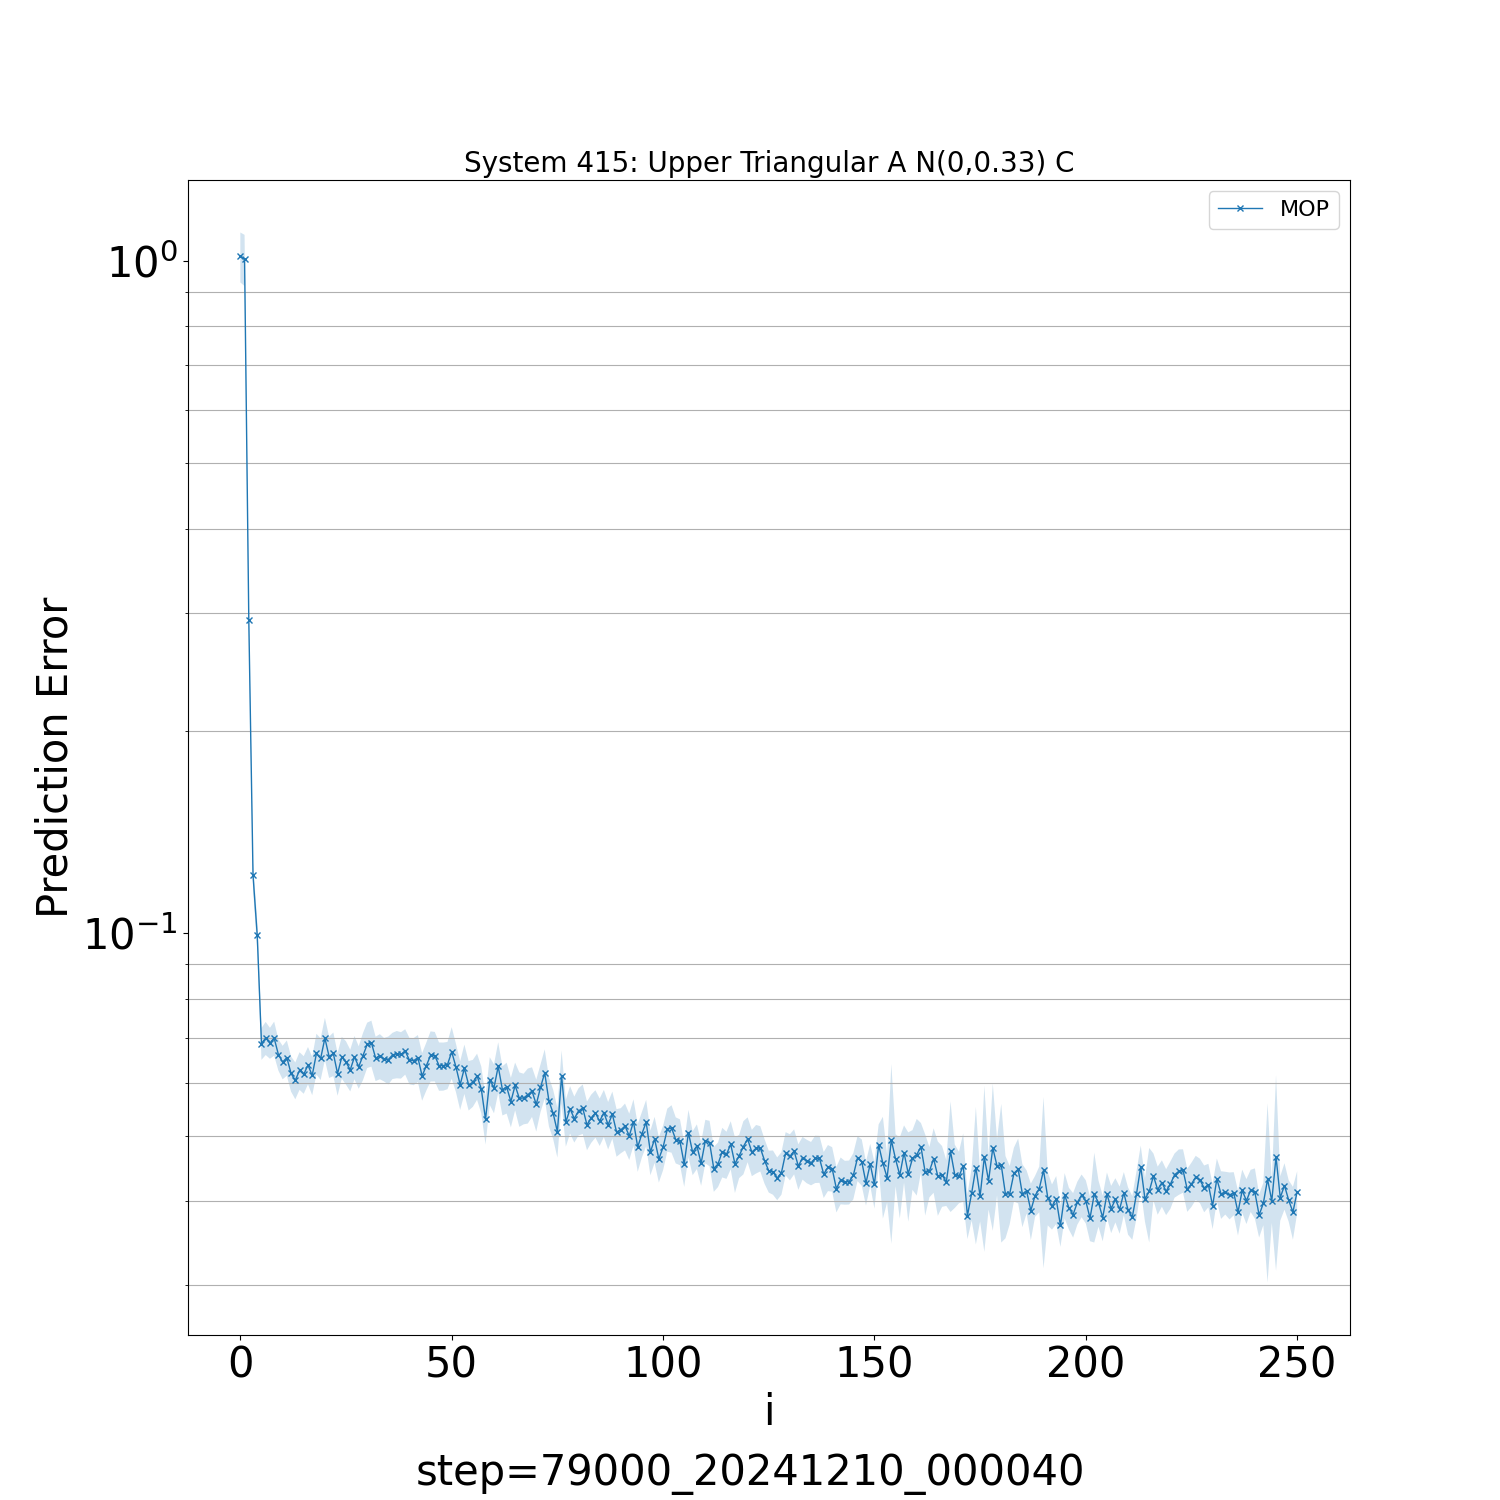 System 415: Upper Triangular A N(0,0.33) C
MOP
10⁰
10⁻¹
Prediction Error
0 50 100 150 200 250
i
step=79000_20241210_000040